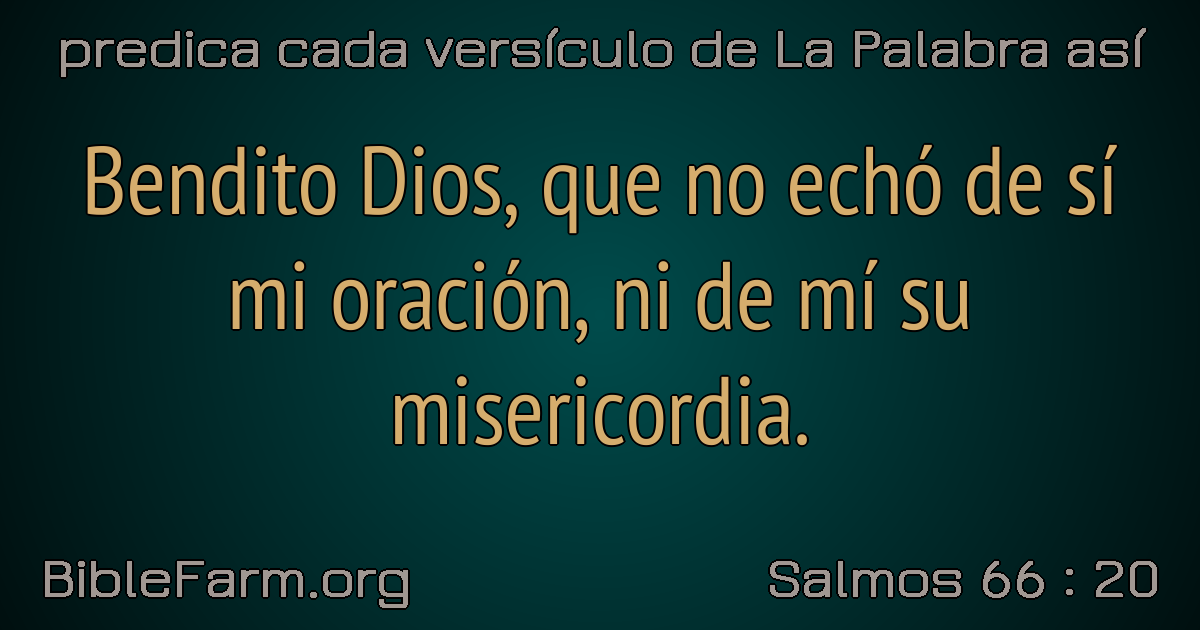 predica cada versículo de La Palabra así
Bendito Dios, que no echó de sí
mi oración, ni de mí su
misericordia.
BibleFarm.org
Salmos 66 : 20